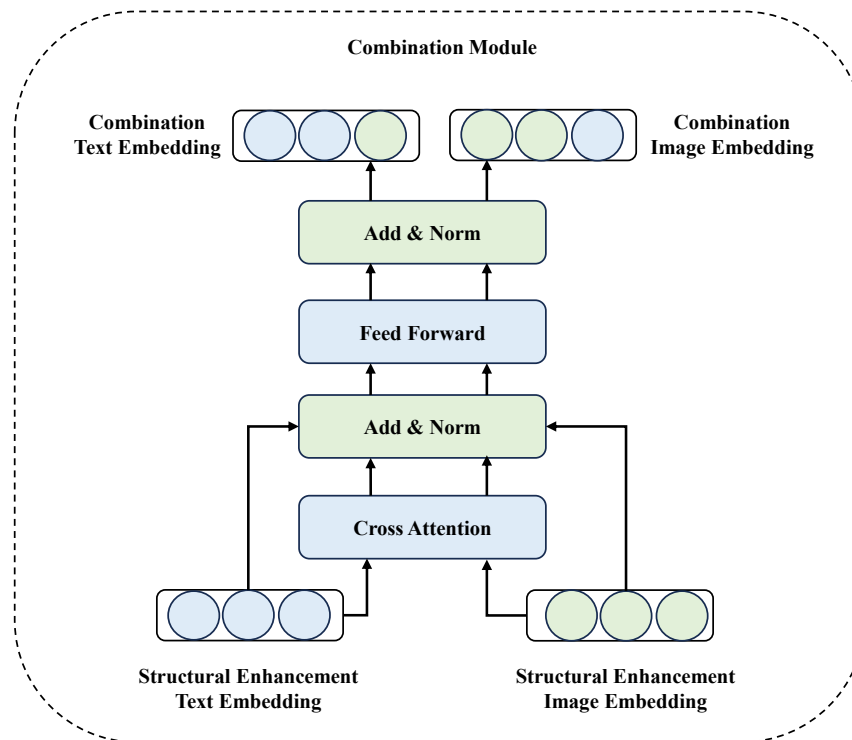 Combination Module
Combination
Text Embedding
Combination
Image Embedding
Add & Norm
Feed Forward
Add & Norm
Cross Attention
Structural Enhancement
Text Embedding
Structural Enhancement
Image Embedding